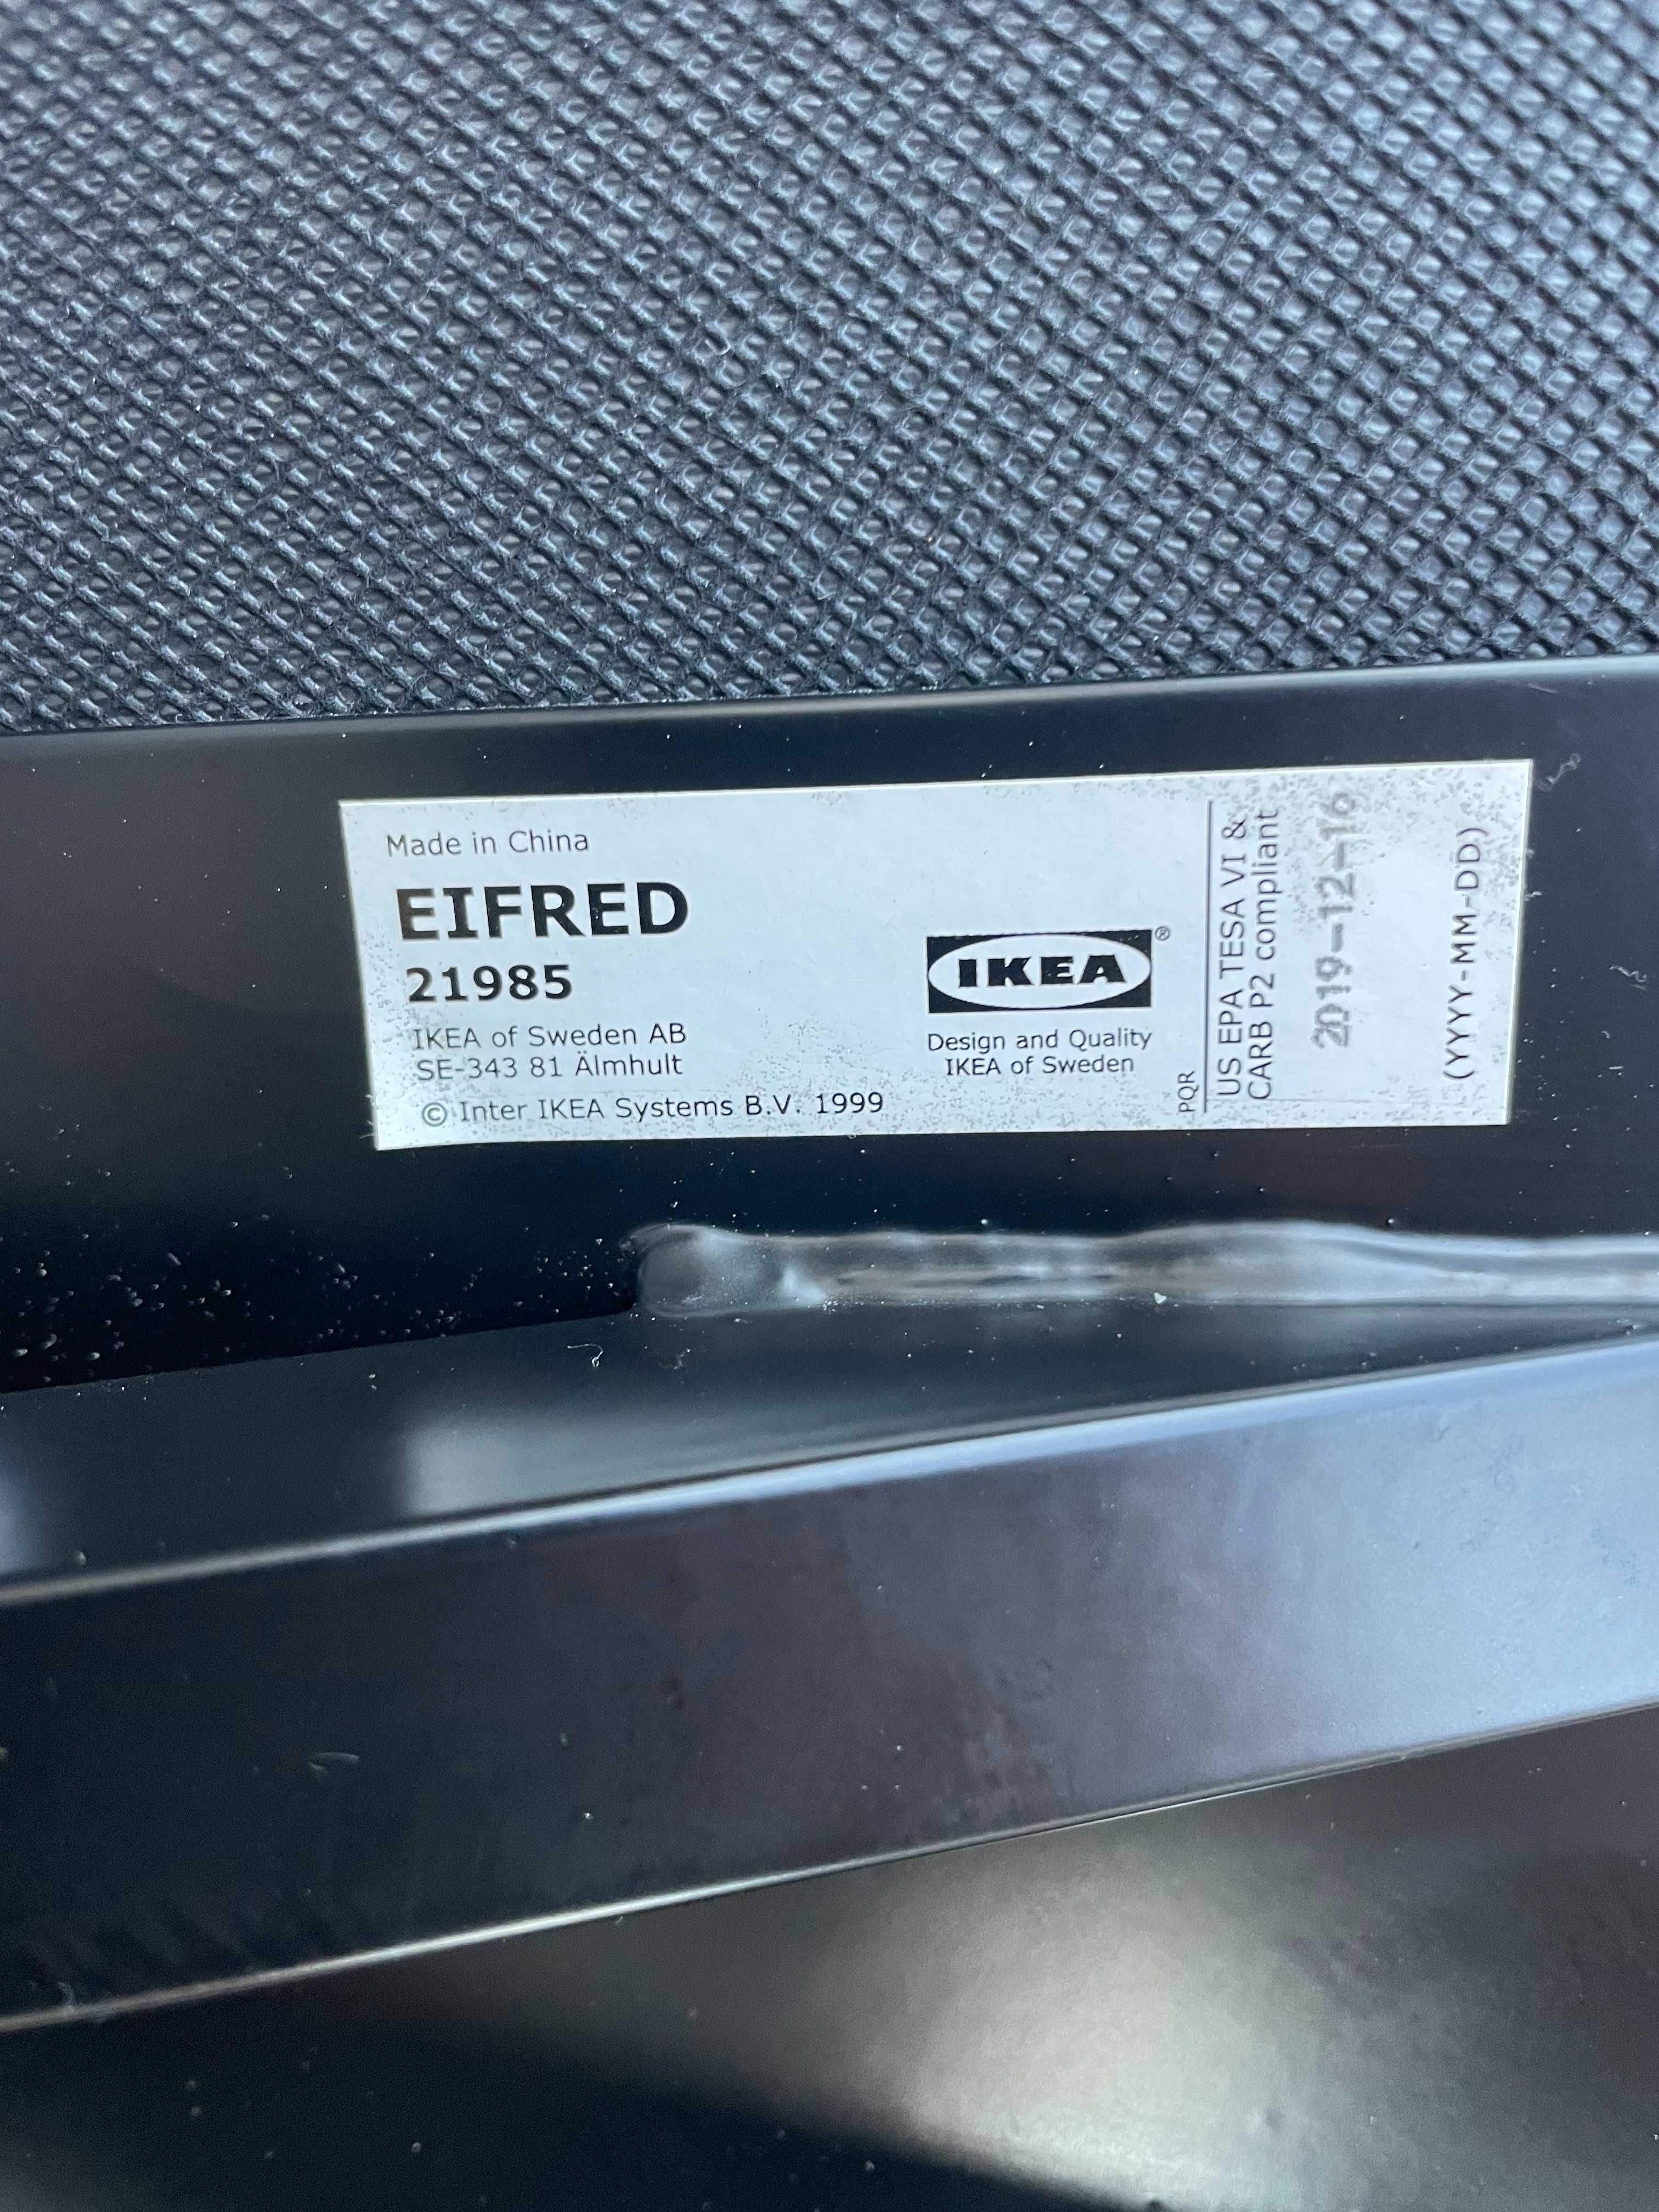 Made in China
EIFRED
21985
IKEA of Sweden AB
SE-343 81 Älmhult
© Inter IKEA Systems B.V. 1999
IKEA®
Design and Quality
IKEA of Sweden
PQR
US EPA TESA VI &
CARB P2 compliant
2019-12-16
(YYYY-MM-DD)